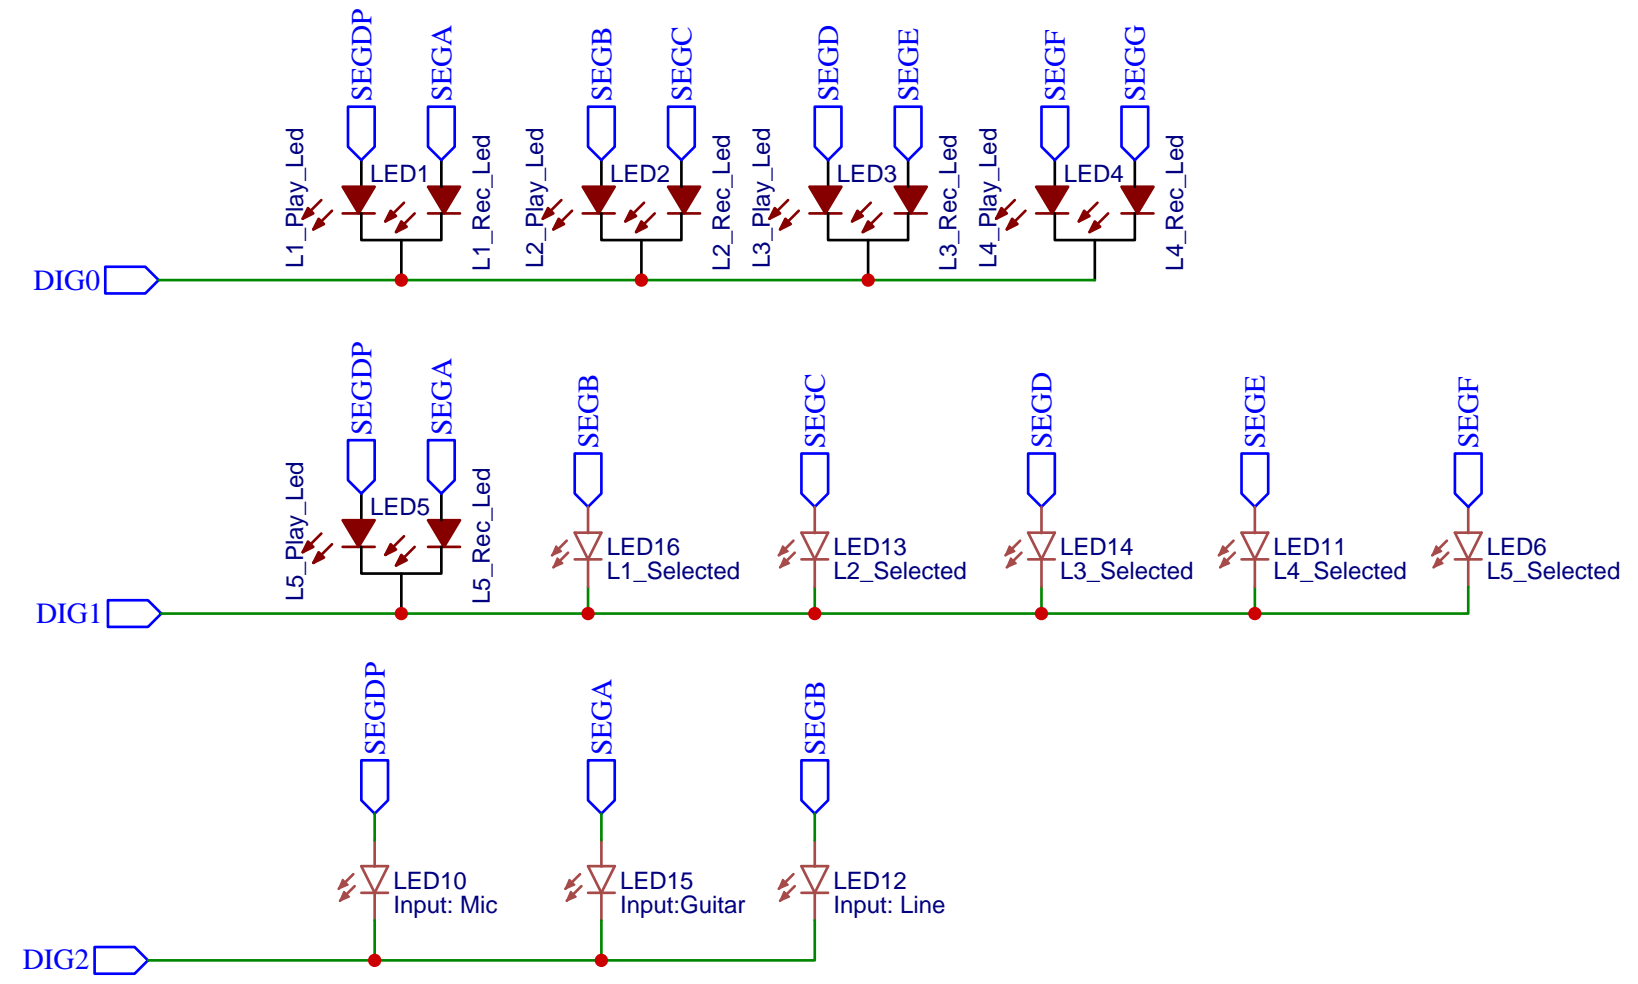 SEGDP
SEGA
SEGB
SEGC
SEGD
SEGE
SEGF
SEGG
L1_Play_Led
LED1
L1_Rec_Led
L2_Play_Led
LED2
L2_Rec_Led
L3_Play_Led
LED3
L3_Rec_Led
L4_Play_Led
LED4
L4_Rec_Led
DIG0
SEGDP
SEGA
SEGB
SEGC
SEGD
SEGE
SEGF
L5_Play_Led
LED5
L5_Rec_Led
LED16
L1_Selected
LED13
L2_Selected
LED14
L3_Selected
LED11
L4_Selected
LED6
L5_Selected
DIG1
SEGDP
SEGA
SEGB
LED10
Input: Mic
LED15
Input:Guitar
LED12
Input: Line
DIG2